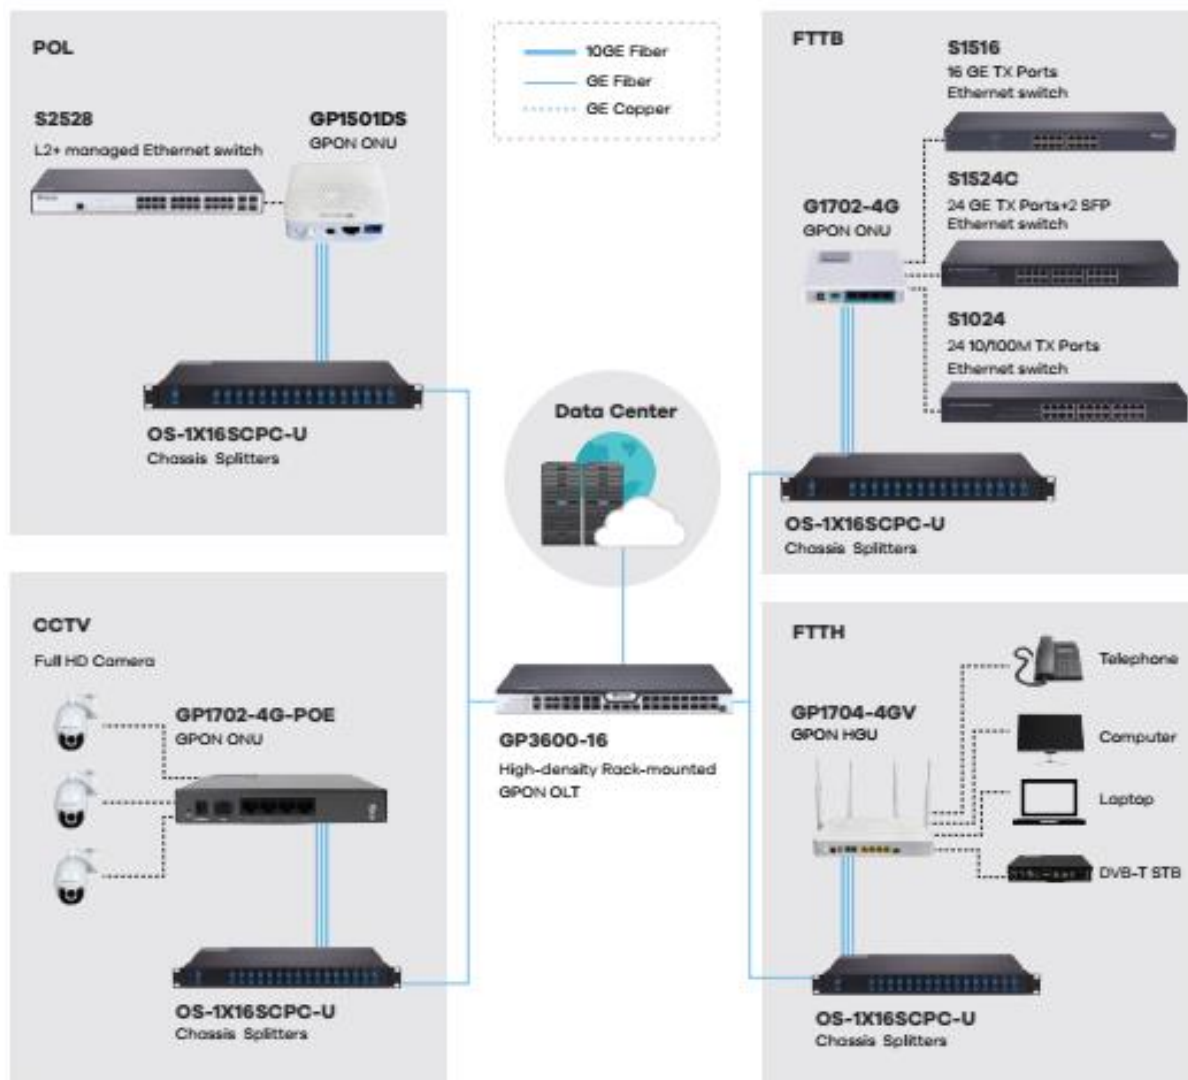 POL
S2528
L2+ managed Ethernet switch
GP1501DS
GPON ONU
OS-1X16SCPC-U
Chassis Splitters
10GE Fiber
GE Fiber
GE Copper
FTTB
S1516
16 GE TX Ports
Ethernet switch
S1524C
24 GE TX Ports+2 SFP
Ethernet switch
G1702-4G
GPON ONU
S1024
24 10/100M TX Ports
Ethernet switch
OS-1X16SCPC-U
Chassis Splitters
Data Center
GP3600-16
High-density Rack-mounted
GPON OLT
CCTV
Full HD Camera
GP1702-4G-POE
GPON ONU
OS-1X16SCPC-U
Chassis Splitters
FTTH
Telephone
GP1704-4GV
GPON HGU
Computer
Laptop
DVB-T STB
OS-1X16SCPC-U
Chassis Splitters